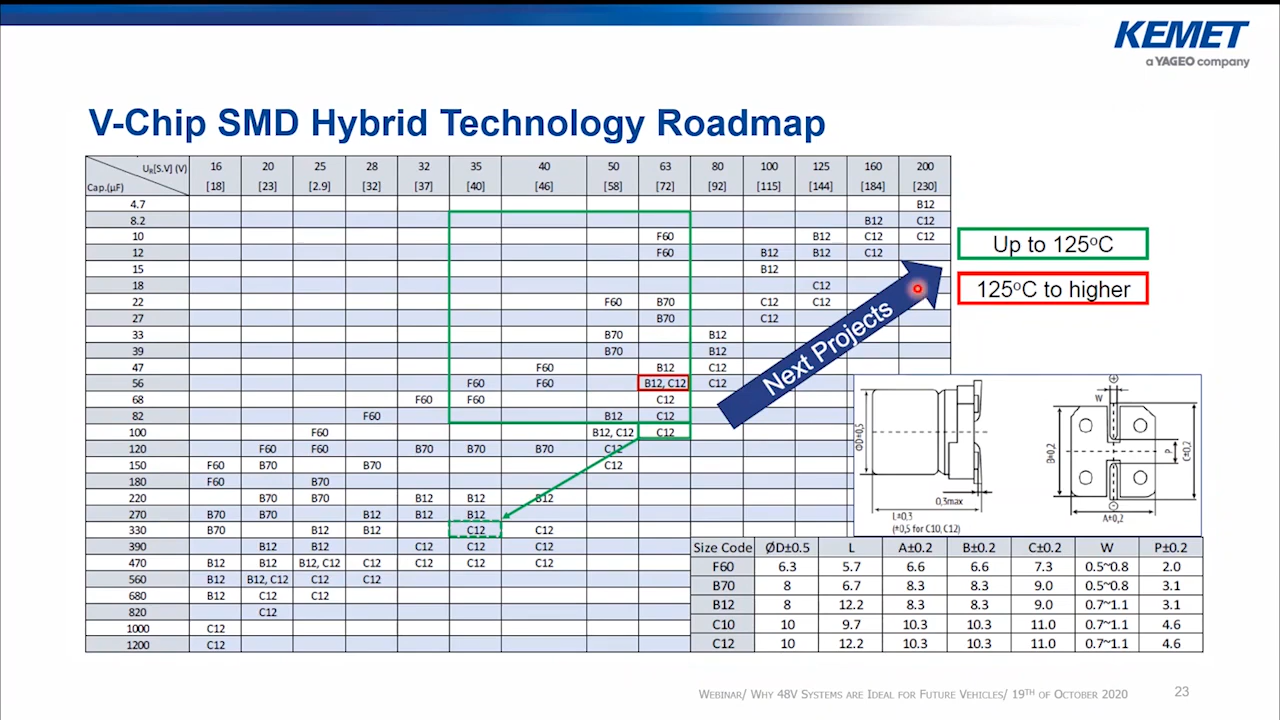 KEMET
a YAGEO company
V-Chip SMD Hybrid Technology Roadmap
UR[S.V] (V) 16 20 25 28 32 35 40 50 63 80 100 125 160 200
Cap.(µF) [18] [23] [2.9] [32] [37] [40] [46] [58] [72] [92] [115] [144] [184] [230]
4.7 B12
8.2 B12 C12
10 F60 B12 C12 C12
12 F60 B12 B12 C12
15 B12
18 C12
22 F60 B70 C12 C12
27 B70 C12
33 B70 B12
39 B70 B12
47 F60 B12 C12
56 F60 F60 B12, C12 C12
68 F60 F60 C12
82 F60 B12 C12
100 F60 B12, C12 C12
120 F60 F60 B70 B70 B70 C12
150 F60 B70 B70 C12
180 F60 B70
220 B70 B70 B12 B12 B12
270 B70 B70 B12 B12 B12
330 B70 B12 B12 C12 C12
390 B12 B12 C12 C12 C12
470 B12 B12 B12, C12 C12 C12 C12 C12
560 B12 B12, C12 C12 C12
680 B12 C12 C12
820 C12
1000 C12
1200 C12
Up to 125°C
125°C to higher
Next Projects
ØD±0,5
0,3max
L±0,3
(±0,5 for C10, C12)
W
B±0,2
P
C±0,2
A±0,2
Size Code ØD±0.5 L A±0.2 B±0.2 C±0.2 W P±0.2
F60 6.3 5.7 6.6 6.6 7.3 0.5~0.8 2.0
B70 8 6.7 8.3 8.3 9.0 0.5~0.8 3.1
B12 8 12.2 8.3 8.3 9.0 0.7~1.1 3.1
C10 10 9.7 10.3 10.3 11.0 0.7~1.1 4.6
C12 10 12.2 10.3 10.3 11.0 0.7~1.1 4.6
WEBINAR/ WHY 48V SYSTEMS ARE IDEAL FOR FUTURE VEHICLES/ 19TH OF OCTOBER 2020
23